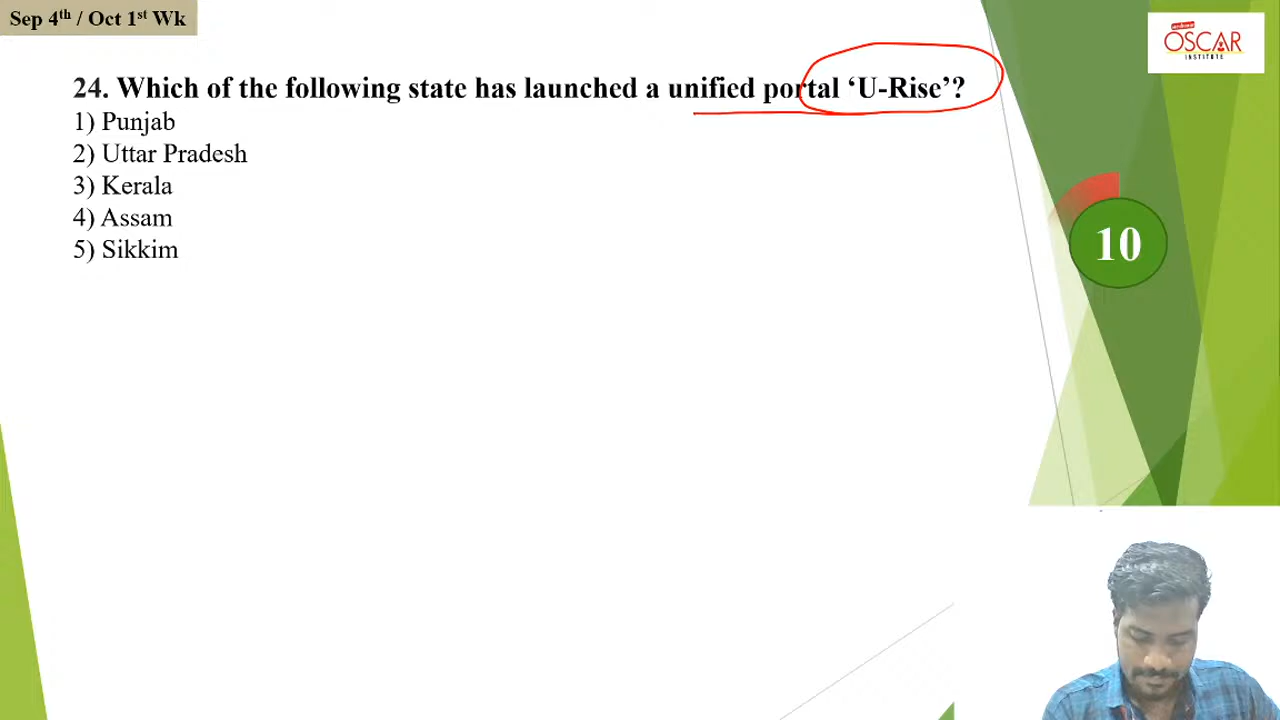 Sep 4th / Oct 1st Wk
OSCAR
INSTITUTE
24. Which of the following state has launched a unified portal ‘U-Rise’?
1) Punjab
2) Uttar Pradesh
3) Kerala
4) Assam
5) Sikkim
10